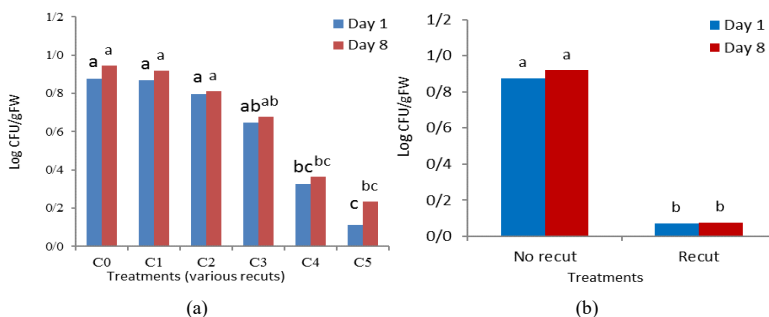 1/2
1/0
0/8
0/6
0/4
0/2
0/0
Log CFU/gFW
Day 1
Day 8
a a
a a
a a
ab ab
bc bc
c bc
C0 C1 C2 C3 C4 C5
Treatments (various recuts)
(a)
1/2
1/0
0/8
0/6
0/4
0/2
0/0
Log CFU/gFW
Day 1
Day 8
a a
b b
No recut Recut
Treatments
(b)